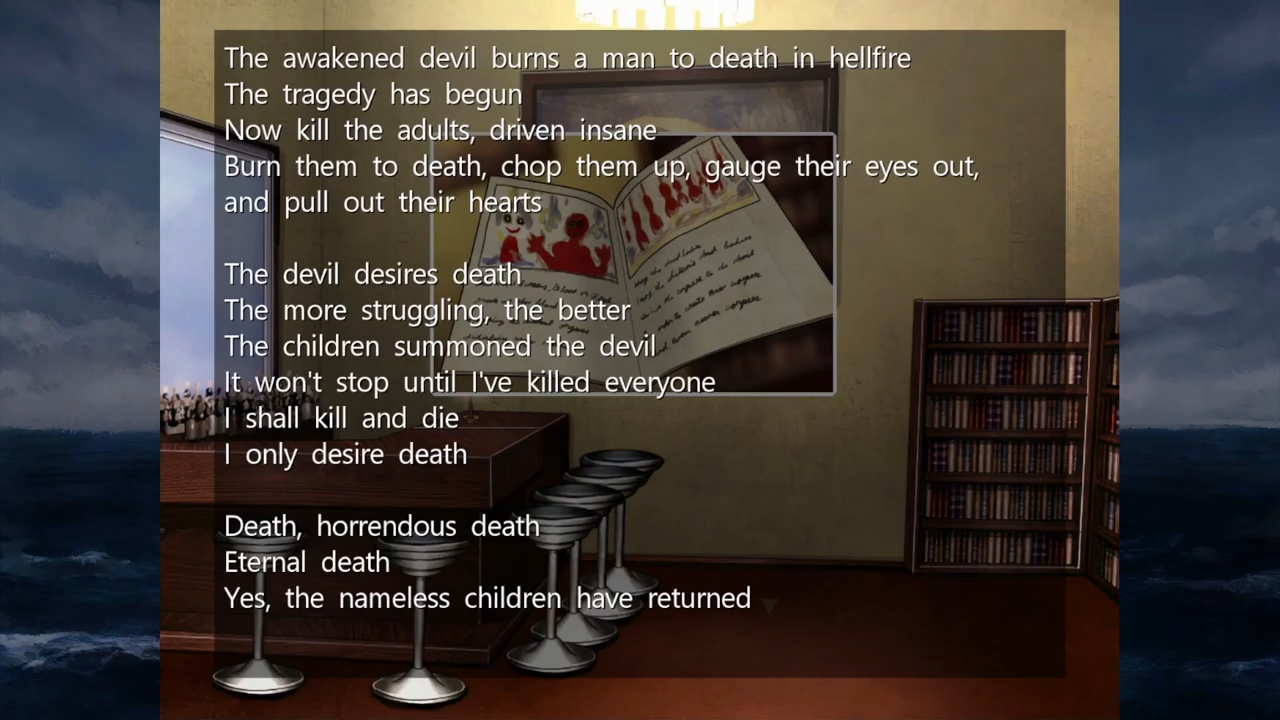 The awakened devil burns a man to death in hellfire
The tragedy has begun
Now kill the adults, driven insane
Burn them to death, chop them up, gauge their eyes out,
and pull out their hearts
The devil desires death
The more struggling, the better
The children summoned the devil
It won't stop until I've killed everyone
I shall kill and die
I only desire death
Death, horrendous death
Eternal death
Yes, the nameless children have returned